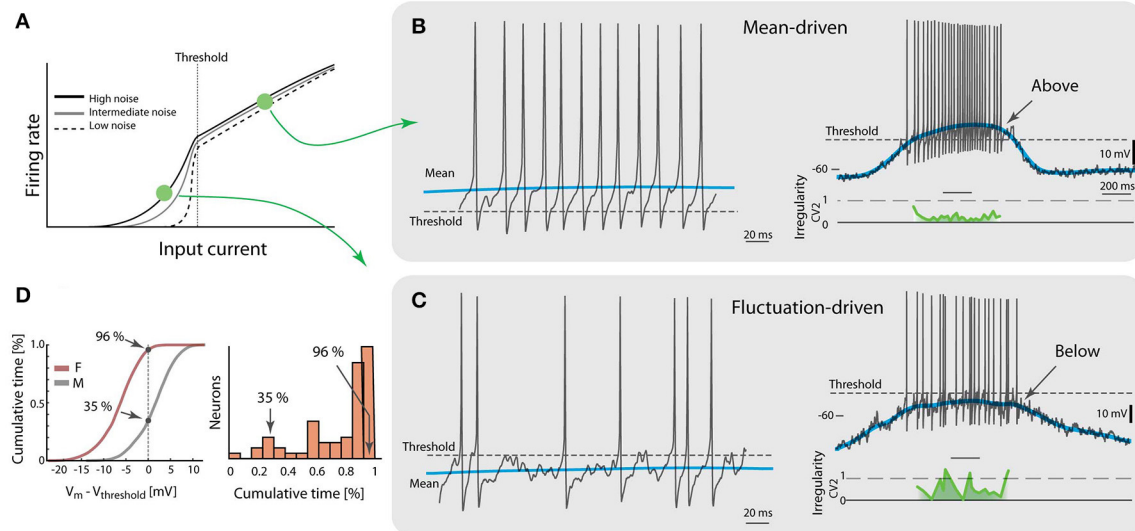 A
Threshold
High noise
Intermediate noise
Low noise
Firing rate
Input current
B
Mean-driven
Mean
Threshold
20 ms
Threshold
Above
-60
10 mV
200 ms
Irregularity
CV2
1
0
C
Fluctuation-driven
Threshold
Mean
20 ms
Threshold
Below
-60
10 mV
Irregularity
CV2
1
0
D
Cumulative time [%]
1.0
0.5
0
96 %
F
M
35 %
-20 -10 0 10
Vm - Vthreshold [mV]
Neurons
35 %
96 %
0 0.2 0.4 0.6 0.8 1
Cumulative time [%]